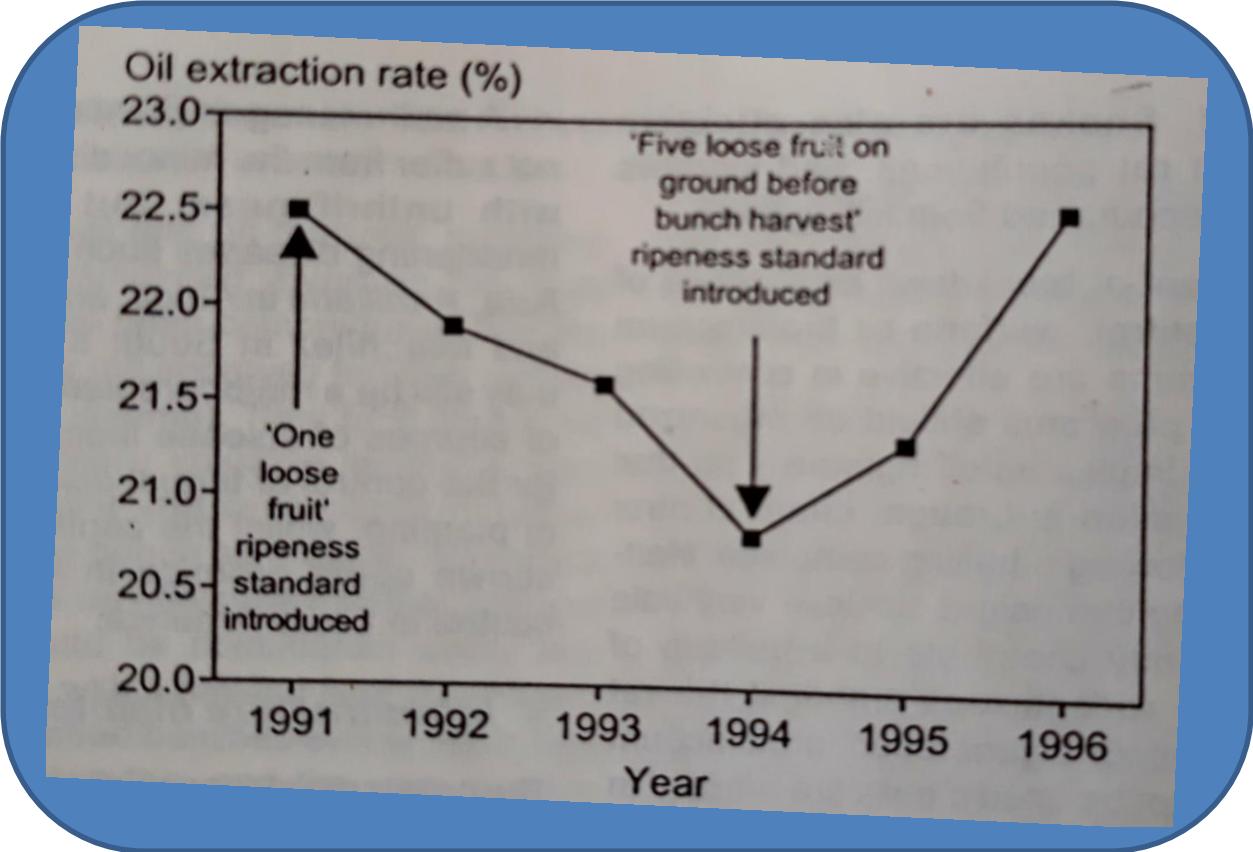 Oil extraction rate (%)
23.0
22.5
22.0
21.5
21.0
20.5
20.0
'One
loose
fruit'
ripeness
standard
introduced
'Five loose fruit on
ground before
bunch harvest'
ripeness standard
introduced
1991 1992 1993 1994 1995 1996
Year